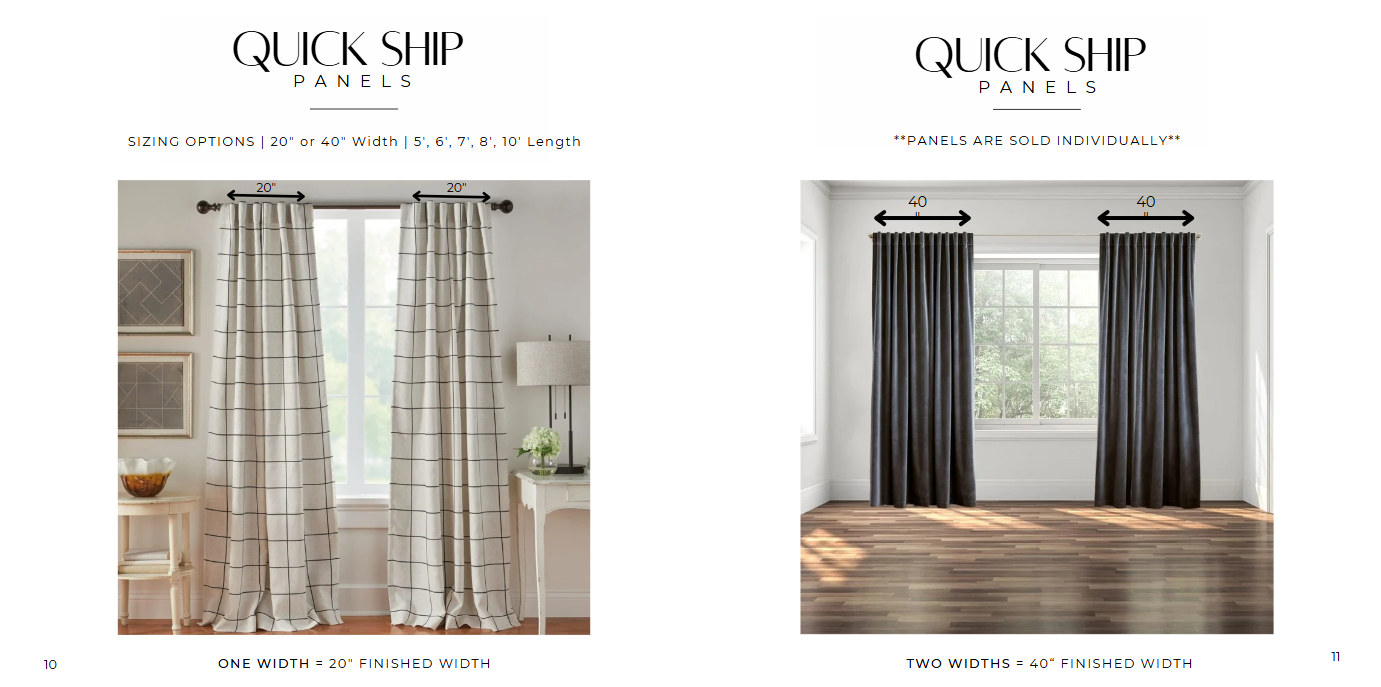 QUICK SHIP
PANELS
SIZING OPTIONS | 20" or 40" Width | 5', 6', 7', 8', 10' Length
20"
20"
ONE WIDTH = 20" FINISHED WIDTH
10
QUICK SHIP
PANELS
**PANELS ARE SOLD INDIVIDUALLY**
40
"
40
"
TWO WIDTHS = 40“ FINISHED WIDTH
11